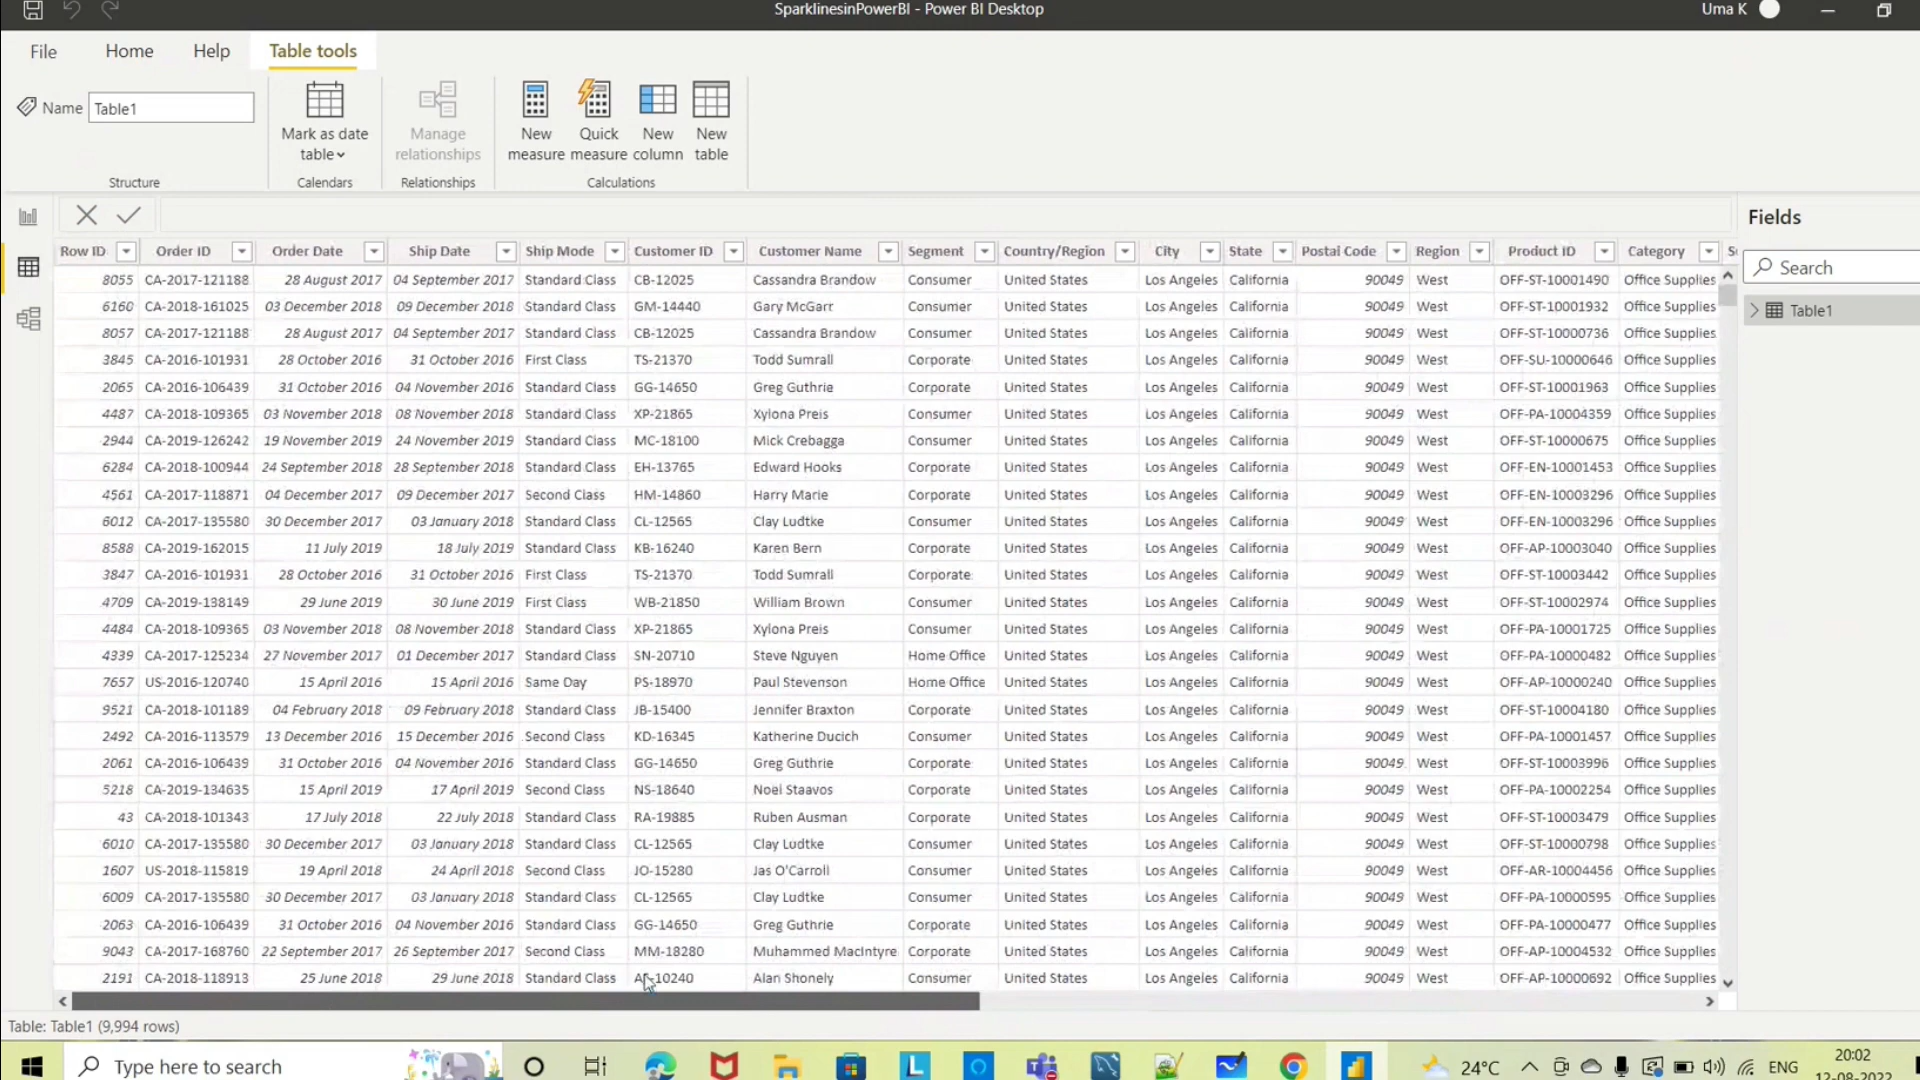 SparklinesinPowerBI - Power BI Desktop
Uma K
File Home Help Table tools
Name Table1
Mark as date table
Manage relationships
New measure
Quick measure
New column
New table
Structure Calendars Relationships Calculations
Fields
Search
Table1
Row ID Order ID Order Date Ship Date Ship Mode Customer ID Customer Name Segment Country/Region City State Postal Code Region Product ID Category
8055 CA-2017-121188 28 August 2017 04 September 2017 Standard Class CB-12025 Cassandra Brandow Consumer United States Los Angeles California 90049 West OFF-ST-10001490 Office Supplies
6160 CA-2018-161025 03 December 2018 09 December 2018 Standard Class GM-14440 Gary McGarr Consumer United States Los Angeles California 90049 West OFF-ST-10001932 Office Supplies
8057 CA-2017-121188 28 August 2017 04 September 2017 Standard Class CB-12025 Cassandra Brandow Consumer United States Los Angeles California 90049 West OFF-ST-10000736 Office Supplies
3845 CA-2016-101931 28 October 2016 31 October 2016 First Class TS-21370 Todd Sumrall Corporate United States Los Angeles California 90049 West OFF-SU-10000646 Office Supplies
2065 CA-2016-106439 31 October 2016 04 November 2016 Standard Class GG-14650 Greg Guthrie Corporate United States Los Angeles California 90049 West OFF-ST-10001963 Office Supplies
4487 CA-2018-109365 03 November 2018 08 November 2018 Standard Class XP-21865 Xylona Preis Consumer United States Los Angeles California 90049 West OFF-PA-10004359 Office Supplies
2944 CA-2019-126242 19 November 2019 24 November 2019 Standard Class MC-18100 Mick Crebagga Consumer United States Los Angeles California 90049 West OFF-ST-10000675 Office Supplies
6284 CA-2018-100944 24 September 2018 28 September 2018 Standard Class EH-13765 Edward Hooks Corporate United States Los Angeles California 90049 West OFF-EN-10001453 Office Supplies
4561 CA-2017-118871 04 December 2017 09 December 2017 Second Class HM-14860 Harry Marie Corporate United States Los Angeles California 90049 West OFF-EN-10003296 Office Supplies
6012 CA-2017-135580 30 December 2017 03 January 2018 Standard Class CL-12565 Clay Ludtke Consumer United States Los Angeles California 90049 West OFF-EN-10003296 Office Supplies
8588 CA-2019-162015 11 July 2019 18 July 2019 Standard Class KB-16240 Karen Bern Corporate United States Los Angeles California 90049 West OFF-AP-10003040 Office Supplies
3847 CA-2016-101931 28 October 2016 31 October 2016 First Class TS-21370 Todd Sumrall Corporate United States Los Angeles California 90049 West OFF-ST-10003442 Office Supplies
4709 CA-2019-138149 29 June 2019 30 June 2019 First Class WB-21850 William Brown Consumer United States Los Angeles California 90049 West OFF-ST-10002974 Office Supplies
4484 CA-2018-109365 03 November 2018 08 November 2018 Standard Class XP-21865 Xylona Preis Consumer United States Los Angeles California 90049 West OFF-PA-10001725 Office Supplies
4339 CA-2017-125234 27 November 2017 01 December 2017 Standard Class SN-20710 Steve Nguyen Home Office United States Los Angeles California 90049 West OFF-PA-10000482 Office Supplies
7657 US-2016-120740 15 April 2016 15 April 2016 Same Day PS-18970 Paul Stevenson Home Office United States Los Angeles California 90049 West OFF-AP-10000240 Office Supplies
9521 CA-2018-101189 04 February 2018 09 February 2018 Standard Class JB-15400 Jennifer Braxton Corporate United States Los Angeles California 90049 West OFF-ST-10004180 Office Supplies
2492 CA-2016-113579 13 December 2016 15 December 2016 Second Class KD-16345 Katherine Ducich Consumer United States Los Angeles California 90049 West OFF-PA-10001457 Office Supplies
2061 CA-2016-106439 31 October 2016 04 November 2016 Standard Class GG-14650 Greg Guthrie Corporate United States Los Angeles California 90049 West OFF-ST-10003996 Office Supplies
5218 CA-2019-134635 15 April 2019 17 April 2019 Second Class NS-18640 Noel Staavos Corporate United States Los Angeles California 90049 West OFF-PA-10002254 Office Supplies
43 CA-2018-101343 17 July 2018 22 July 2018 Standard Class RA-19885 Ruben Ausman Corporate United States Los Angeles California 90049 West OFF-ST-10003479 Office Supplies
6010 CA-2017-135580 30 December 2017 03 January 2018 Standard Class CL-12565 Clay Ludtke Consumer United States Los Angeles California 90049 West OFF-ST-10000798 Office Supplies
1607 US-2018-115819 19 April 2018 24 April 2018 Second Class JO-15280 Jas O'Carroll Consumer United States Los Angeles California 90049 West OFF-AR-10004456 Office Supplies
6009 CA-2017-135580 30 December 2017 03 January 2018 Standard Class CL-12565 Clay Ludtke Consumer United States Los Angeles California 90049 West OFF-PA-10000595 Office Supplies
2063 CA-2016-106439 31 October 2016 04 November 2016 Standard Class GG-14650 Greg Guthrie Corporate United States Los Angeles California 90049 West OFF-PA-10000477 Office Supplies
9043 CA-2017-168760 22 September 2017 26 September 2017 Second Class MM-18280 Muhammed MacIntyre Corporate United States Los Angeles California 90049 West OFF-AP-10004532 Office Supplies
2191 CA-2018-118913 25 June 2018 29 June 2018 Standard Class Alan Shonely Consumer United States Los Angeles California 90049 West OFF-AP-10000692 Office Supplies
Table: Table1 (9,994 rows)
Type here to search
24°C ENG 20:02
12-08-2022